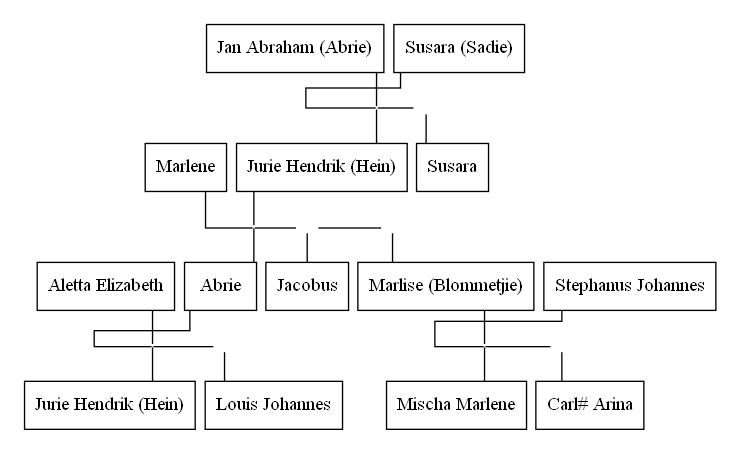 Jan Abraham (Abrie)
Susara (Sadie)
Marlene
Jurie Hendrik (Hein)
Susara
Aletta Elizabeth
Abrie
Jacobus
Marlise (Blommetjie)
Stephanus Johannes
Jurie Hendrik (Hein)
Louis Johannes
Mischa Marlene
Carl# Arina